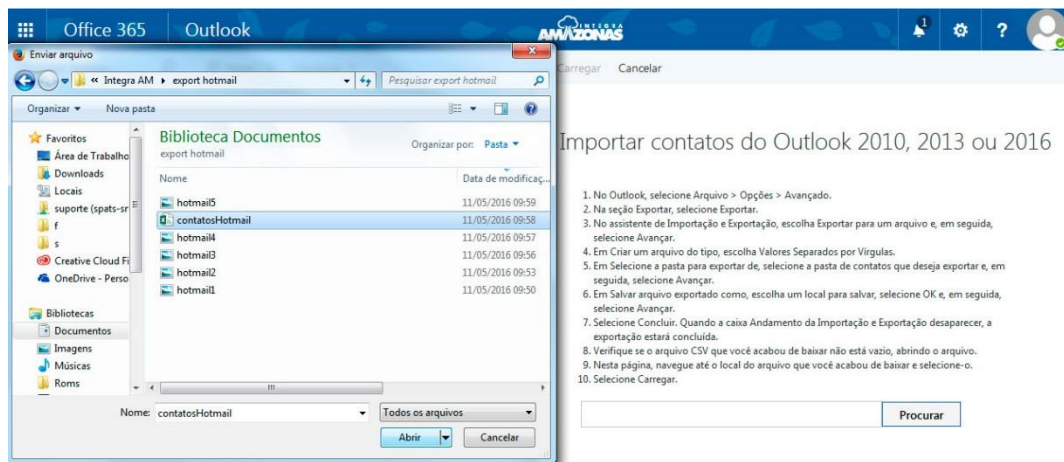 Office 365
Outlook
INTEGRA
AMAZONAS
1
?
Enviar arquivo
« Integra AM ▸ export hotmail
Pesquisar export hotmail
Organizar
Nova pasta
Favoritos
Área de Trabalho
Downloads
Locais
suporte (spats-sr
f
s
Creative Cloud Fi
OneDrive - Perso
Bibliotecas
Documentos
Imagens
Músicas
Roms
Biblioteca Documentos
export hotmail
Organizar por: Pasta
Nome
Data de modificaç...
hotmail5 11/05/2016 09:59
contatosHotmail 11/05/2016 09:58
hotmail4 11/05/2016 09:57
hotmail3 11/05/2016 09:56
hotmail2 11/05/2016 09:53
hotmail1 11/05/2016 09:50
Nome: contatosHotmail
Todos os arquivos
Abrir
Cancelar
Carregar Cancelar
Importar contatos do Outlook 2010, 2013 ou 2016
1. No Outlook, selecione Arquivo > Opções > Avançado.
2. Na seção Exportar, selecione Exportar.
3. No assistente de Importação e Exportação, escolha Exportar para um arquivo e, em seguida,
selecione Avançar.
4. Em Criar um arquivo do tipo, escolha Valores Separados por Vírgulas.
5. Em Selecione a pasta para exportar de, selecione a pasta de contatos que deseja exportar e, em
seguida, selecione Avançar.
6. Em Salvar arquivo exportado como, escolha um local para salvar, selecione OK e, em seguida,
selecione Avançar.
7. Selecione Concluir. Quando a caixa Andamento da Importação e Exportação desaparecer, a
exportação estará concluída.
8. Verifique se o arquivo CSV que você acabou de baixar não está vazio, abrindo o arquivo.
9. Nesta página, navegue até o local do arquivo que você acabou de baixar e selecione-o.
10. Selecione Carregar.
Procurar